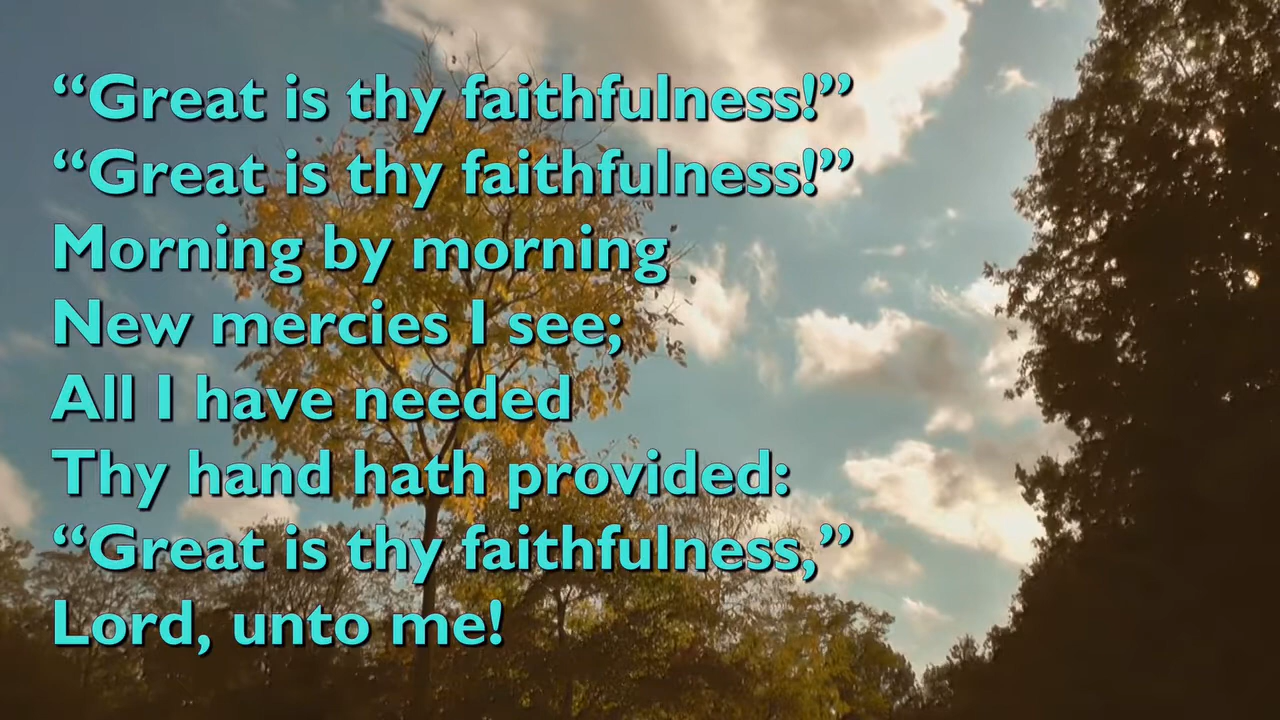 “Great is thy faithfulness!”
“Great is thy faithfulness!”
Morning by morning
New mercies I see;
All I have needed
Thy hand hath provided:
“Great is thy faithfulness,”
Lord, unto me!